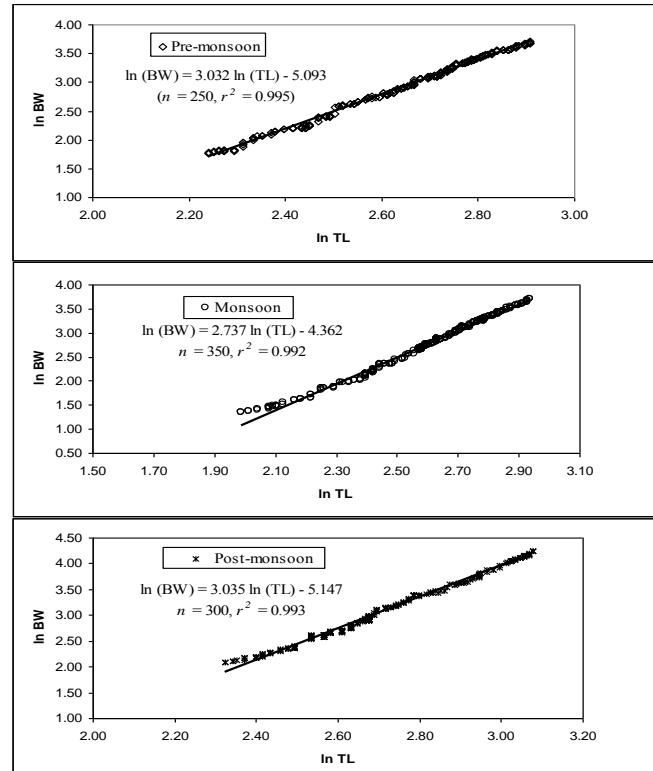 4.00
◇ Pre-monsoon
3.50
ln (BW) = 3.032 ln (TL) - 5.093
3.00
(n = 250, r² = 0.995)
2.50
ln BW
2.00
1.50
1.00
2.00 2.20 2.40 2.60 2.80 3.00
ln TL
4.00
○ Monsoon
3.50
ln (BW) = 2.737 ln (TL) - 4.362
3.00
n = 350, r² = 0.992
2.50
ln BW
2.00
1.50
1.00
0.50
1.50 1.70 1.90 2.10 2.30 2.50 2.70 2.90 3.10
ln TL
4.50
Post-monsoon
4.00
ln (BW) = 3.035 ln (TL) - 5.147
3.50
n = 300, r² = 0.993
3.00
ln BW
2.50
2.00
1.50
1.00
2.00 2.20 2.40 2.60 2.80 3.00 3.20
ln TL